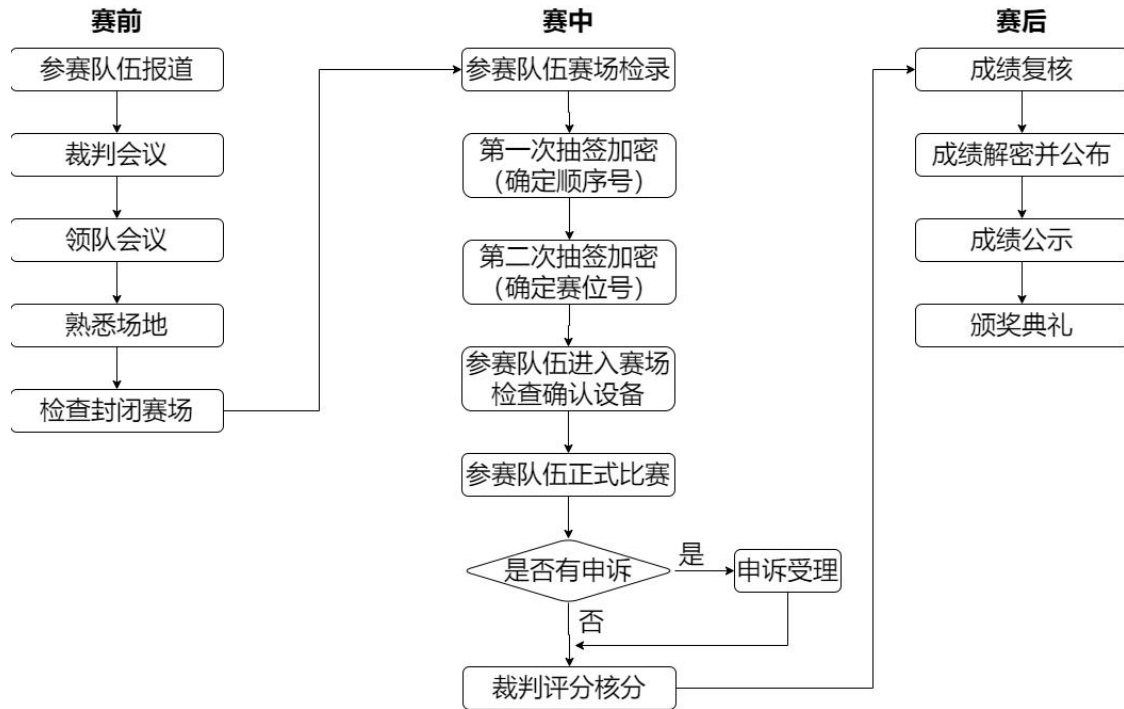 赛前
参赛队伍报道
裁判会议
领队会议
熟悉场地
检查封闭赛场
赛中
参赛队伍赛场检录
第一次抽签加密
（确定顺序号）
第二次抽签加密
（确定赛位号）
参赛队伍进入赛场
检查确认设备
参赛队伍正式比赛
是否有申诉
是
申诉受理
否
裁判评分核分
赛后
成绩复核
成绩解密并公布
成绩公示
颁奖典礼